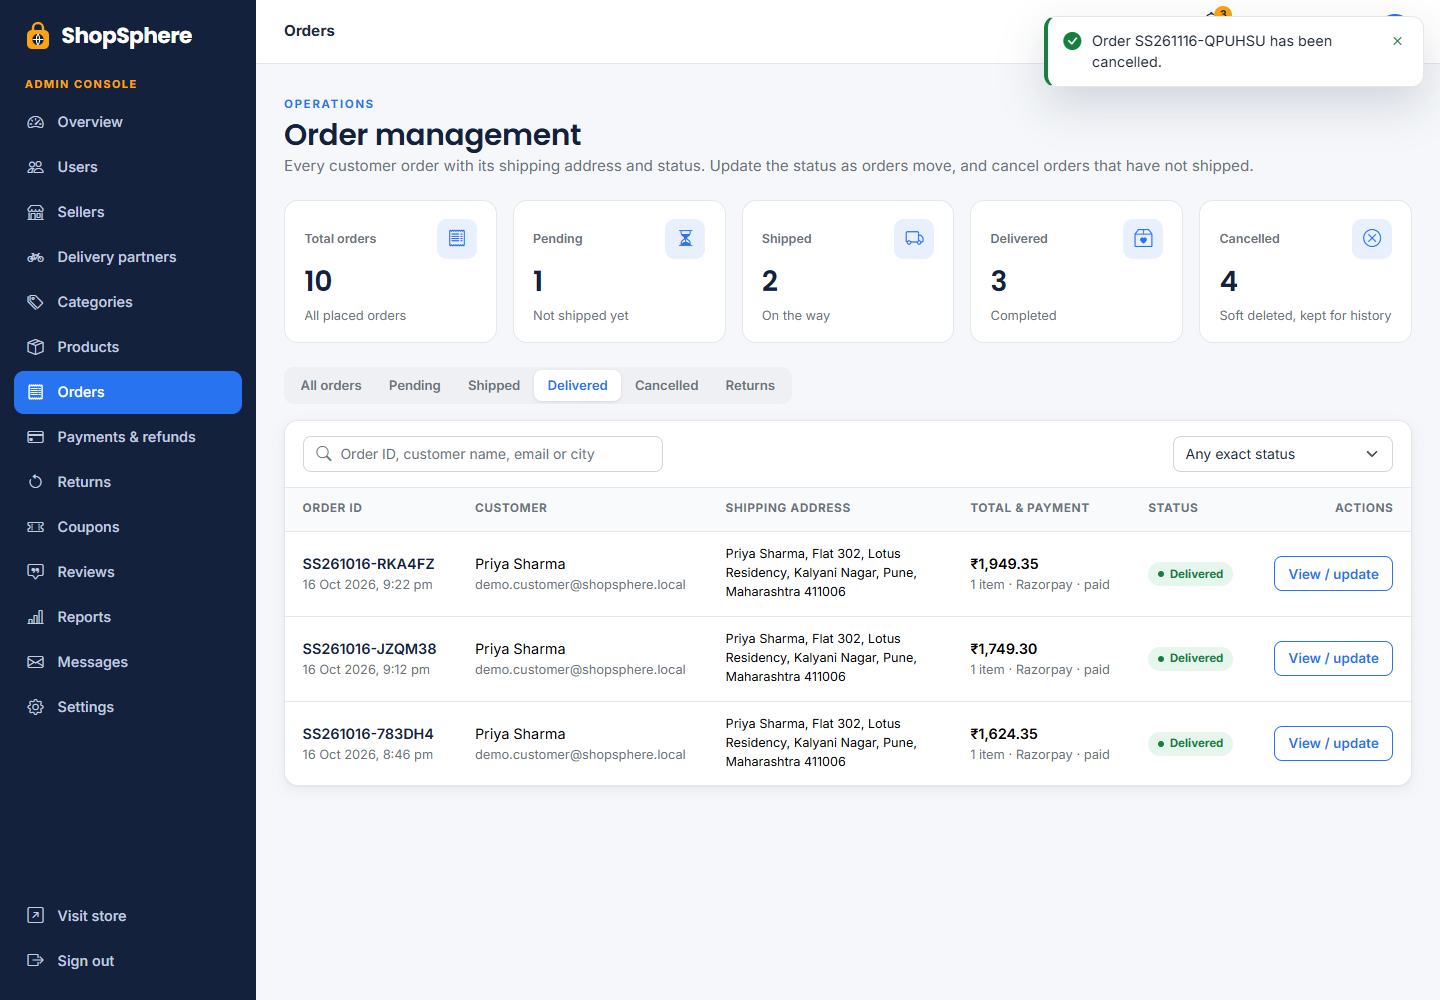 ShopSphere
ADMIN CONSOLE
Overview
Users
Sellers
Delivery partners
Categories
Products
Orders
Payments & refunds
Returns
Coupons
Reviews
Reports
Messages
Settings
Visit store
Sign out
Orders
3
Order SS261116-QPUHSU has been
cancelled.
OPERATIONS
Order management
Every customer order with its shipping address and status. Update the status as orders move, and cancel orders that have not shipped.
Total orders
10
All placed orders
Pending
1
Not shipped yet
Shipped
2
On the way
Delivered
3
Completed
Cancelled
4
Soft deleted, kept for history
All orders Pending Shipped Delivered Cancelled Returns
Order ID, customer name, email or city
Any exact status
ORDER ID CUSTOMER SHIPPING ADDRESS TOTAL & PAYMENT STATUS ACTIONS
SS261016-RKA4FZ
16 Oct 2026, 9:22 pm
Priya Sharma
demo.customer@shopsphere.local
Priya Sharma, Flat 302, Lotus
Residency, Kalyani Nagar, Pune,
Maharashtra 411006
₹1,949.35
1 item · Razorpay · paid
Delivered
View / update
SS261016-JZQM38
16 Oct 2026, 9:12 pm
Priya Sharma
demo.customer@shopsphere.local
Priya Sharma, Flat 302, Lotus
Residency, Kalyani Nagar, Pune,
Maharashtra 411006
₹1,749.30
1 item · Razorpay · paid
Delivered
View / update
SS261016-783DH4
16 Oct 2026, 8:46 pm
Priya Sharma
demo.customer@shopsphere.local
Priya Sharma, Flat 302, Lotus
Residency, Kalyani Nagar, Pune,
Maharashtra 411006
₹1,624.35
1 item · Razorpay · paid
Delivered
View / update